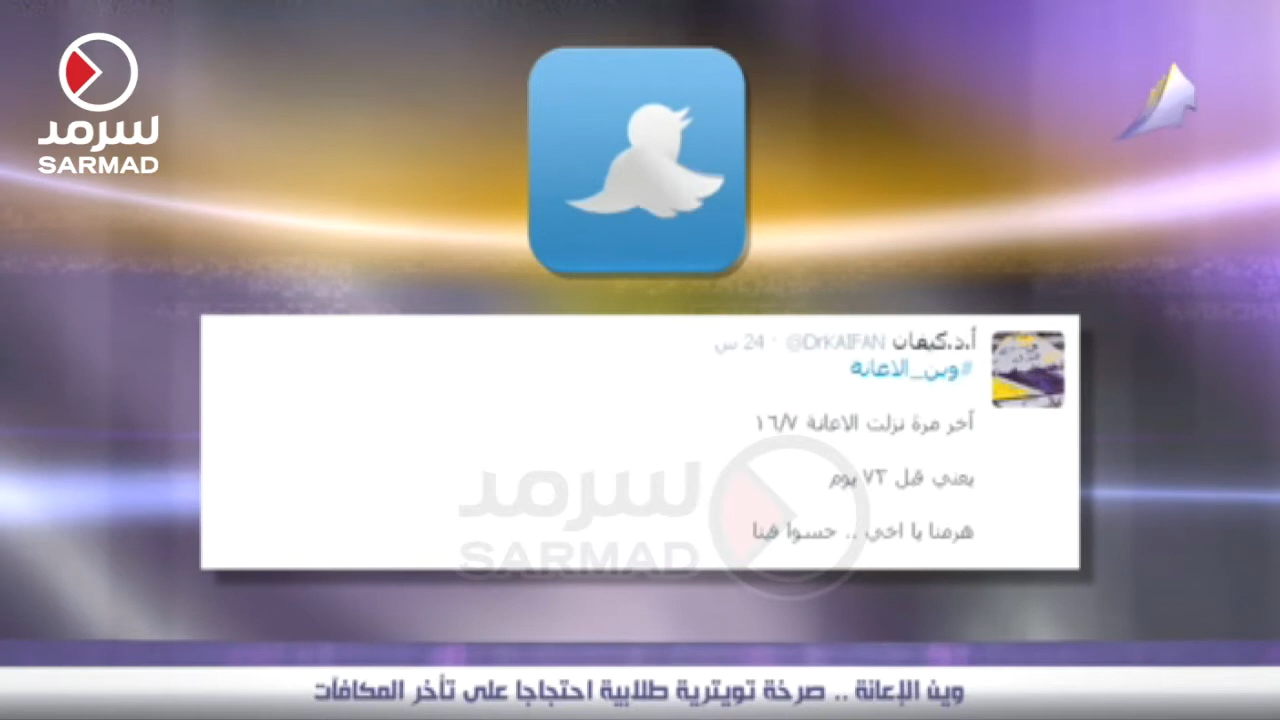 سرمد
SARMAD
أ.د.كيفان @DrKAIFAN · 24 س
#وين_الاعانة
آخر مرة نزلت الاعانة ١٦/٧
يعني قبل ٧٣ يوم
هرمنا يا اخي .. حسوا فينا
سرمد
SARMAD
وين الإعانة .. صرخة تويترية طلابية احتجاجا على تأخر المكافآت